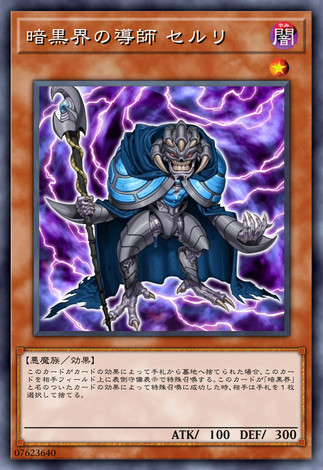 暗黒界の導師 セルリ
やみ
闇
【悪魔族／効果】
このカードがカードの効果によって手札から墓地へ捨てられた場合、このカー
ドを相手フィールド上に表側守備表示で特殊召喚する。このカードが「暗黒界」
と名のついたカードの効果によって特殊召喚に成功した時、相手は手札を１枚
選択して捨てる。
ATK/ 100 DEF/ 300
07623640